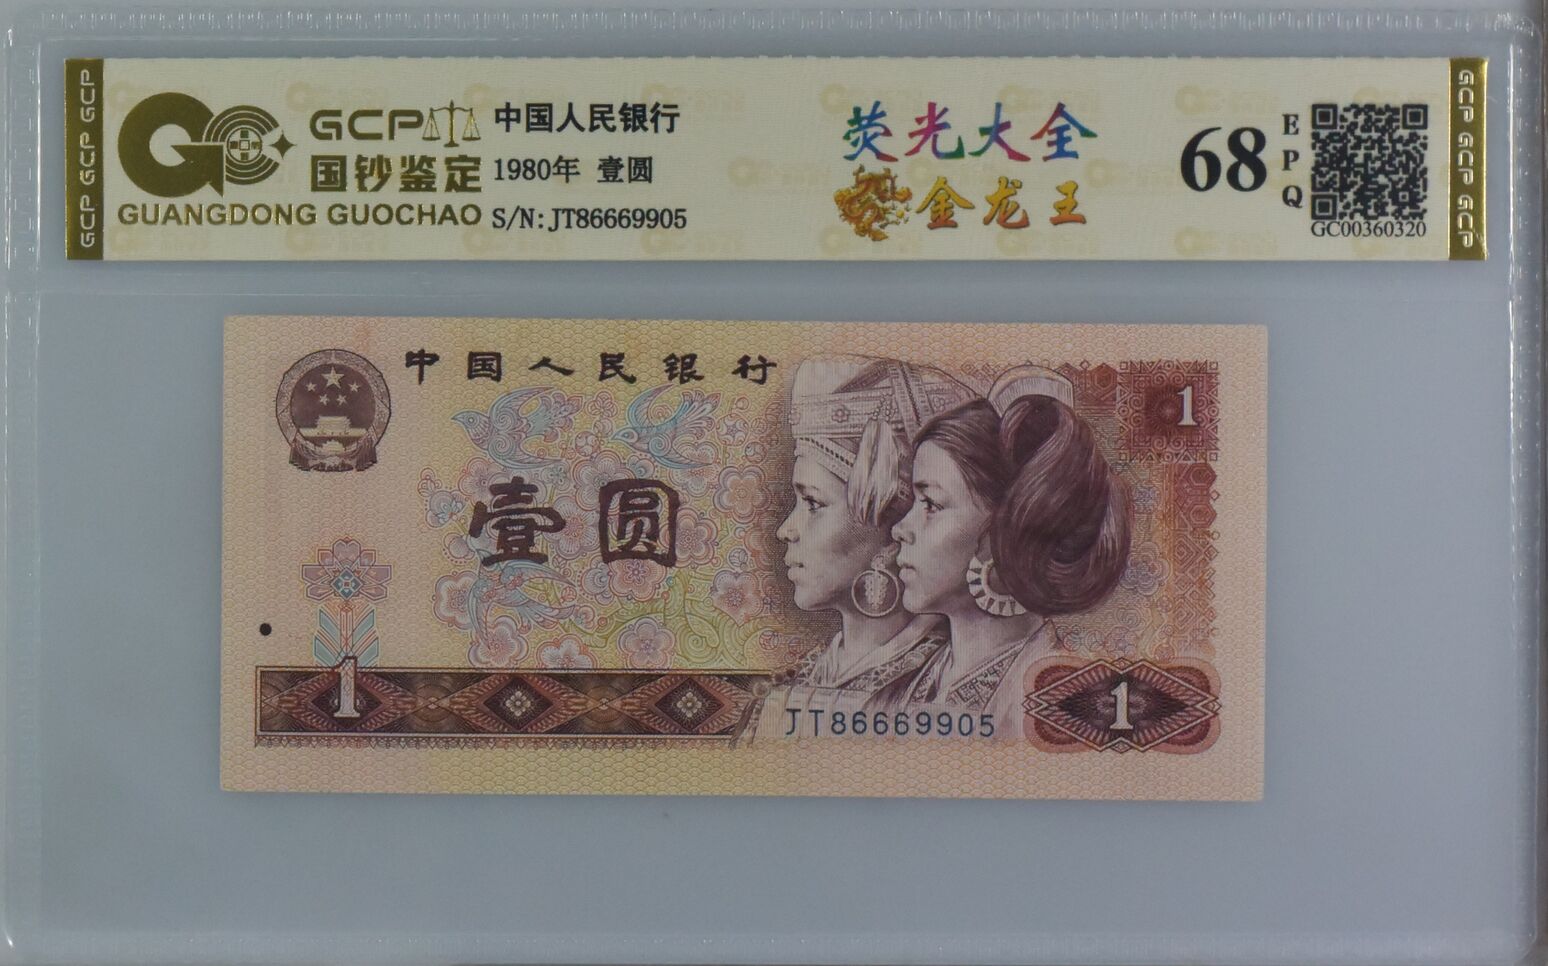 GCP GCP GCP
GCP
国钞鉴定
GUANGDONG GUOCHAO
中国人民银行
1980年 壹圆
S/N: JT86669905
荧光大全
金龙王
68
EPQ
GC00360320
GCP GCP GCP
中国人民银行
1
壹圆
1
JT86669905
1